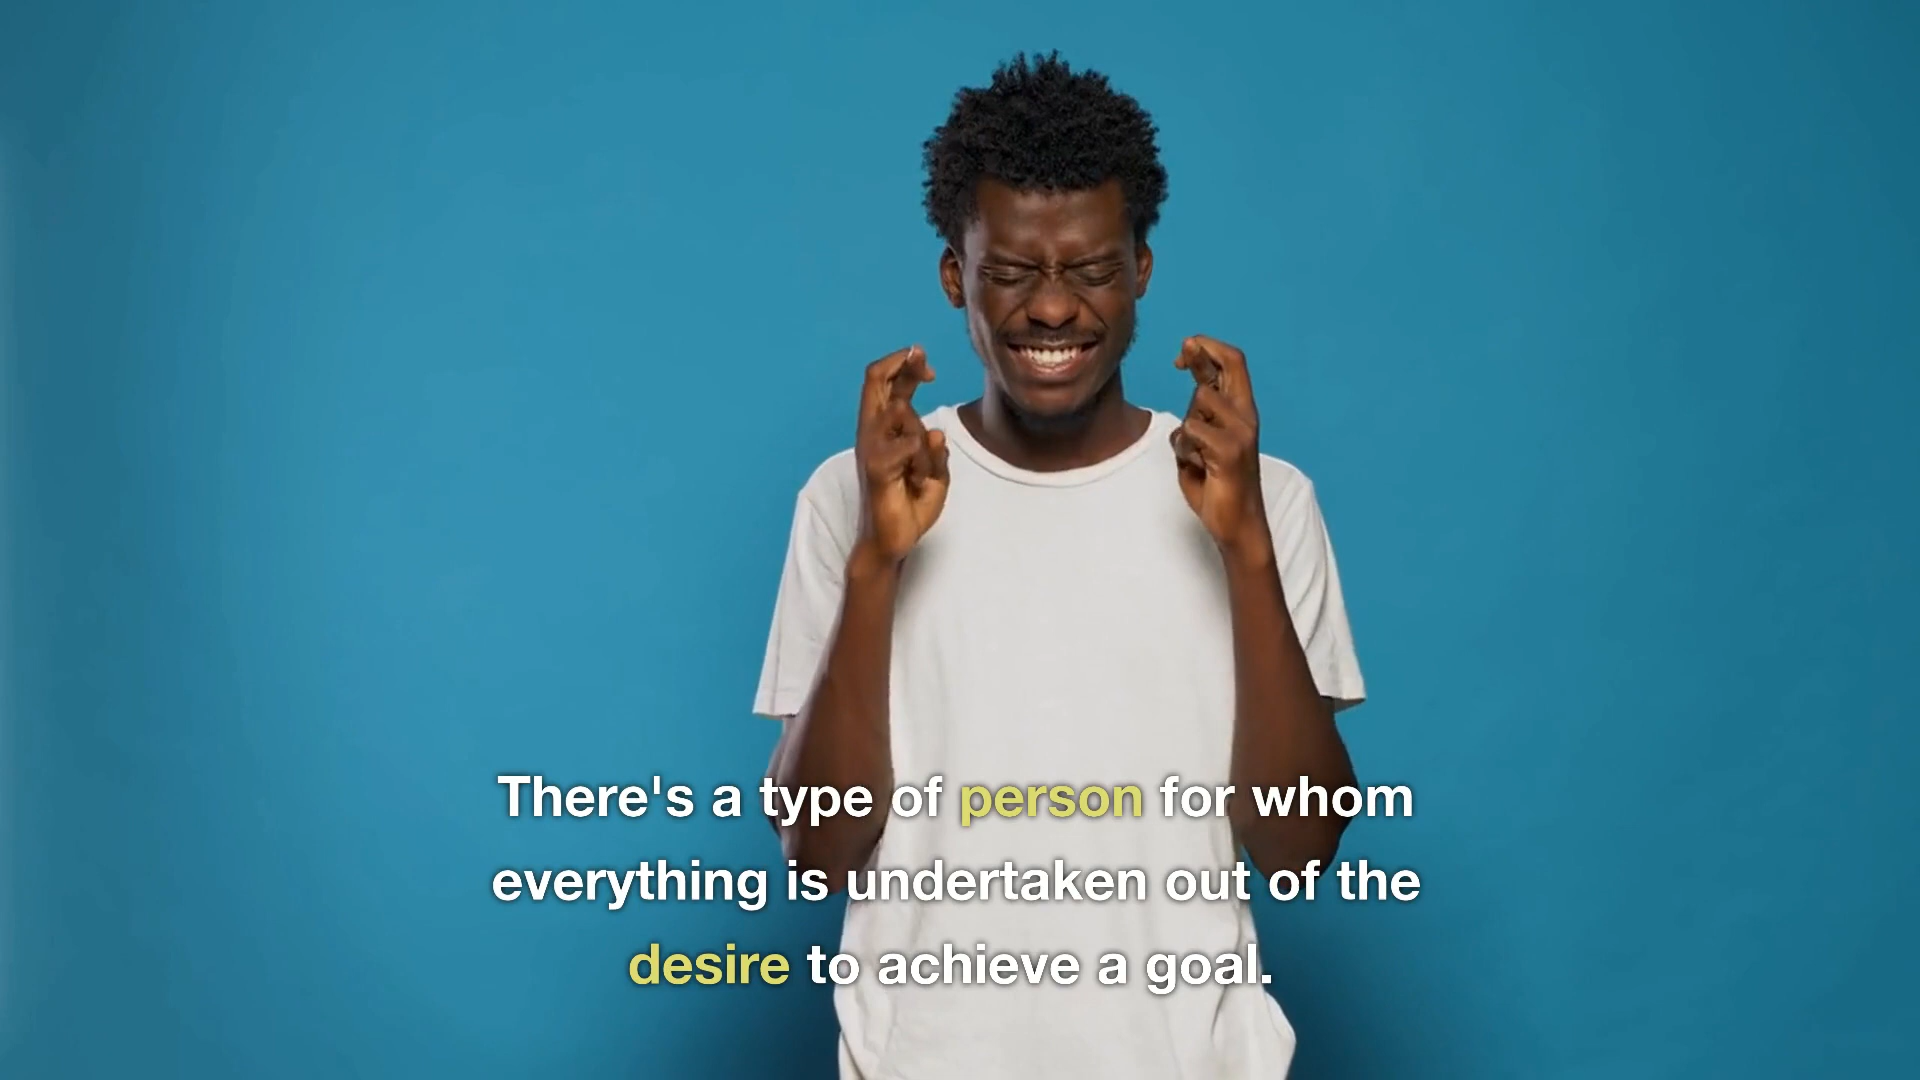 There's a type of person for whom
everything is undertaken out of the
desire to achieve a goal.